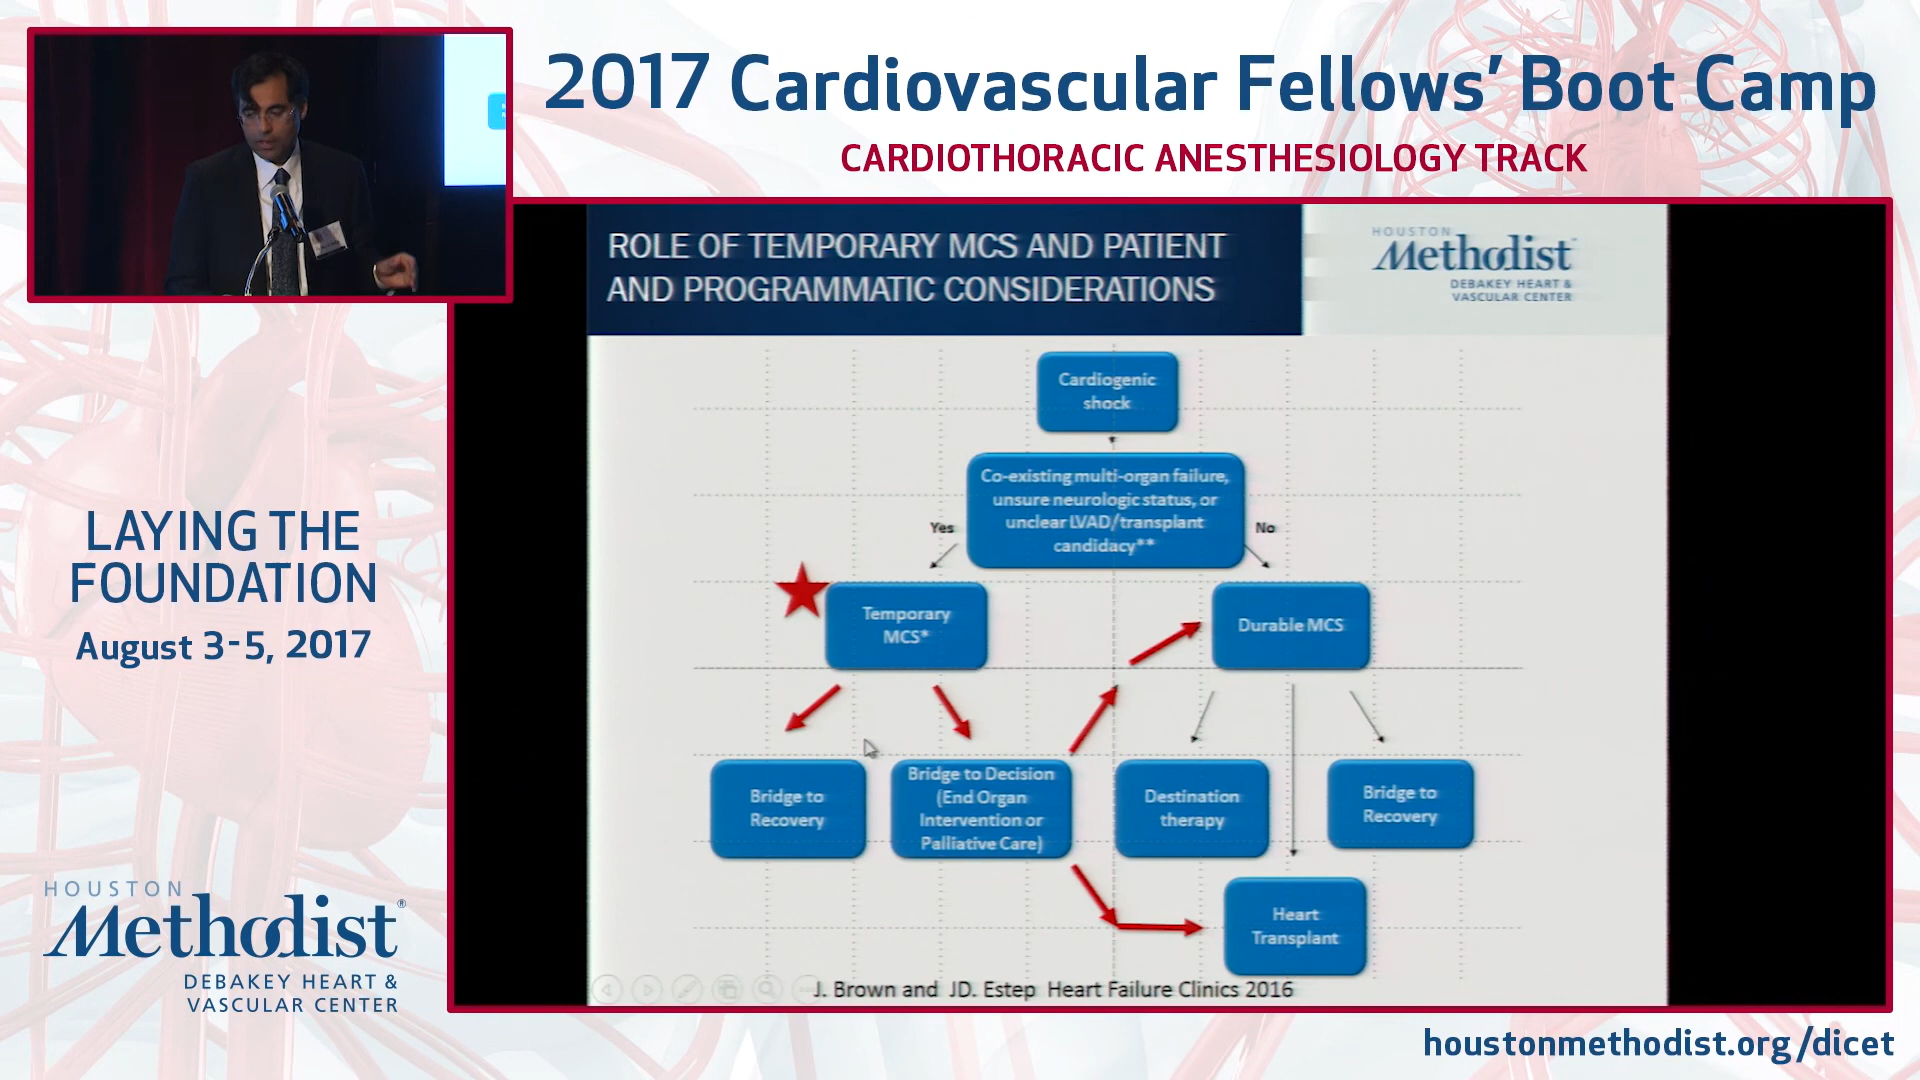 2017 Cardiovascular Fellows' Boot Camp
CARDIOTHORACIC ANESTHESIOLOGY TRACK
ROLE OF TEMPORARY MCS AND PATIENT
AND PROGRAMMATIC CONSIDERATIONS
HOUSTON
Methodist
DEBAKEY HEART &
VASCULAR CENTER
Cardiogenic
shock
Co-existing multi-organ failure,
unsure neurologic status, or
unclear LVAD/transplant
candidacy**
Yes
No
Temporary
MCS*
Durable MCS
Bridge to
Recovery
Bridge to Decision
(End Organ
Intervention or
Palliative Care)
Destination
therapy
Bridge to
Recovery
Heart
Transplant
J. Brown and JD. Estep Heart Failure Clinics 2016
LAYING THE
FOUNDATION
August 3-5, 2017
HOUSTON
Methodist®
DEBAKEY HEART &
VASCULAR CENTER
houstonmethodist.org/dicet